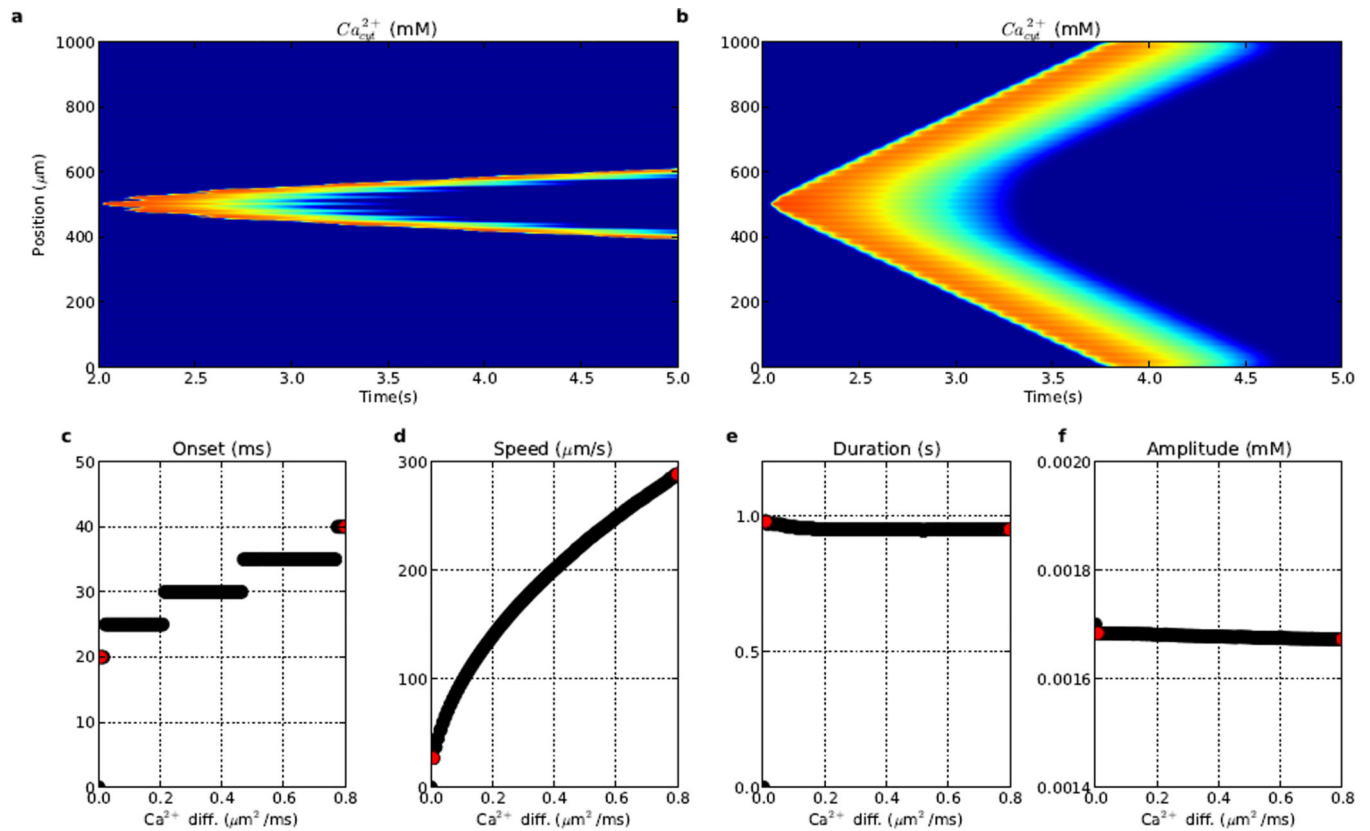 a
b
Ca²⁺cyt (mM)
Ca²⁺cyt (mM)
1000
800
600
400
200
0
Position (μm)
2.0 2.5 3.0 3.5 4.0 4.5 5.0
Time(s)
1000
800
600
400
200
0
2.0 2.5 3.0 3.5 4.0 4.5 5.0
Time(s)
c
Onset (ms)
50
40
30
20
10
0
0.0 0.2 0.4 0.6 0.8
Ca²⁺ diff. (μm²/ms)
d
Speed (μm/s)
300
200
100
0
0.0 0.2 0.4 0.6 0.8
Ca²⁺ diff. (μm²/ms)
e
Duration (s)
1.0
0.5
0.0
0.0 0.2 0.4 0.6 0.8
Ca²⁺ diff. (μm²/ms)
f
Amplitude (mM)
0.0020
0.0018
0.0016
0.0014
0.0 0.2 0.4 0.6 0.8
Ca²⁺ diff. (μm²/ms)